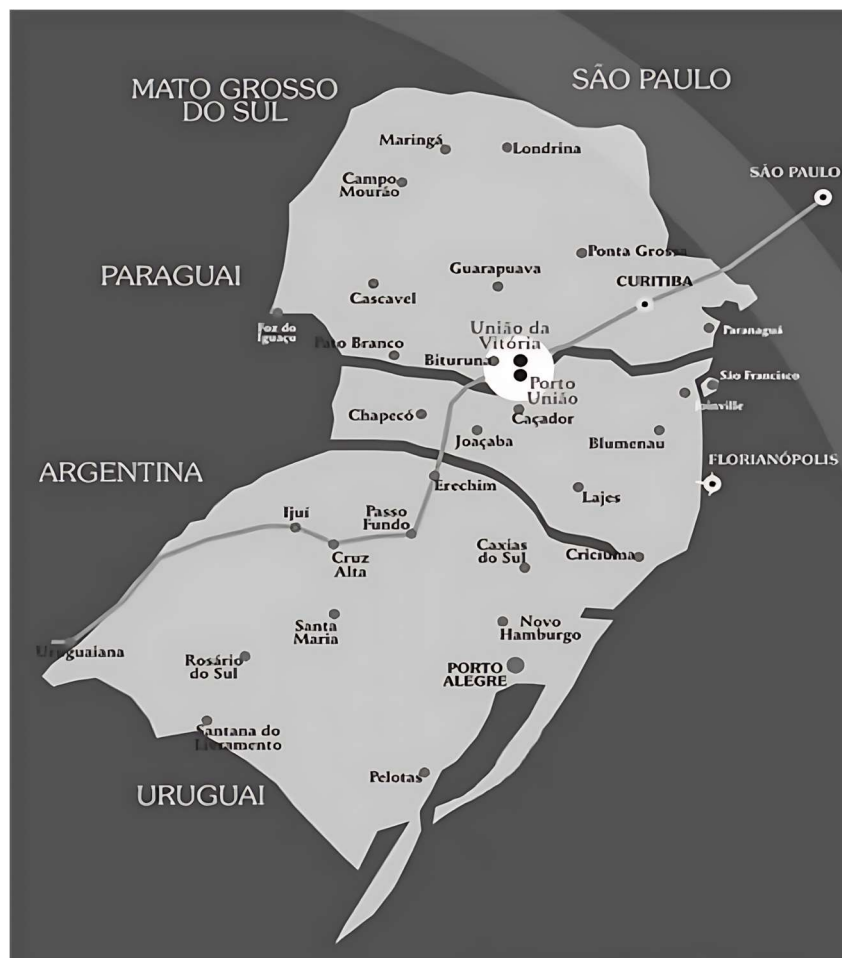 MATO GROSSO
DO SUL
SÃO PAULO
Maringá
Londrina
Campo
Mourão
SÃO PAULO
Ponta Grossa
PARAGUAI
Guarapuava
CURITIBA
Cascavel
Foz do
Iguaçu
Paranaguá
Pato Branco
União da
Vitória
Bituruna
Porto
União
São Francisco
Joinville
Chapecó
Caçador
Joaçaba
Blumenau
ARGENTINA
FLORIANÓPOLIS
Erechim
Lajes
Ijuí
Passo
Fundo
Cruz
Alta
Caxias
do Sul
Criciúma
Santa
Maria
Novo
Hamburgo
Uruguaiana
Rosário
do Sul
PORTO
ALEGRE
Santana do
Livramento
Pelotas
URUGUAI